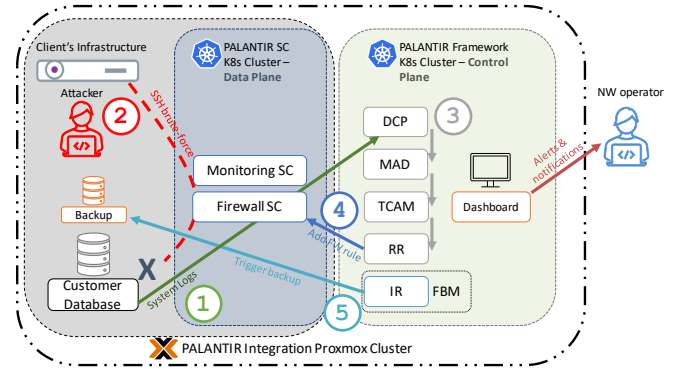 Client's Infrastructure
PALANTIR SC
K8s Cluster –
Data Plane
PALANTIR Framework
K8s Cluster – Control
Plane
NW operator
Attacker
2
SSH brute-force
DCP
3
Monitoring SC
MAD
Alerts &
notifications
Firewall SC
4
TCAM
Dashboard
Backup
Add FW rule
RR
X
Trigger backup
Customer
Database
System Logs
1
5
IR
FBM
PALANTIR Integration Proxmox Cluster